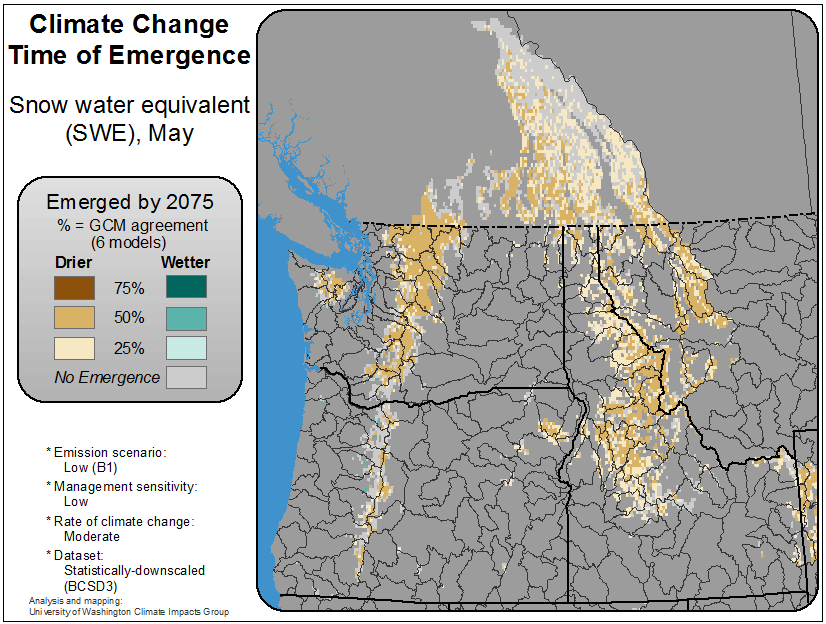 Climate Change
Time of Emergence
Snow water equivalent
(SWE), May
Emerged by 2075
% = GCM agreement
(6 models)
Drier Wetter
75%
50%
25%
No Emergence
* Emission scenario:
Low (B1)
* Management sensitivity:
Low
* Rate of climate change:
Moderate
* Dataset:
Statistically-downscaled
(BCSD3)
Analysis and mapping:
University of Washington Climate Impacts Group